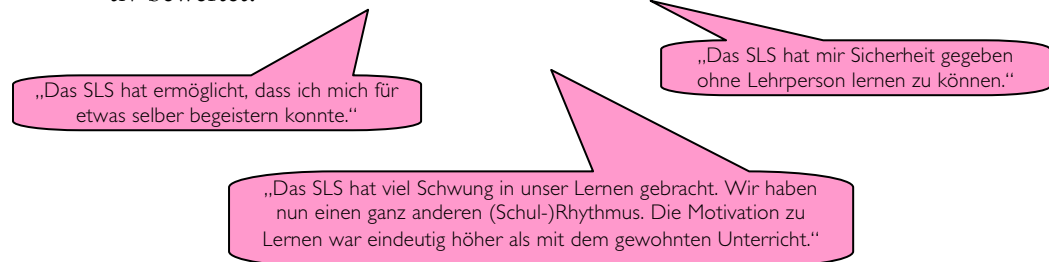 „Das SLS hat mir Sicherheit gegeben
ohne Lehrperson lernen zu können.“
„Das SLS hat ermöglicht, dass ich mich für
etwas selber begeistern konnte.“
„Das SLS hat viel Schwung in unser Lernen gebracht. Wir haben
nun einen ganz anderen (Schul-)Rhythmus. Die Motivation zu
Lernen war eindeutig höher als mit dem gewohnten Unterricht.“